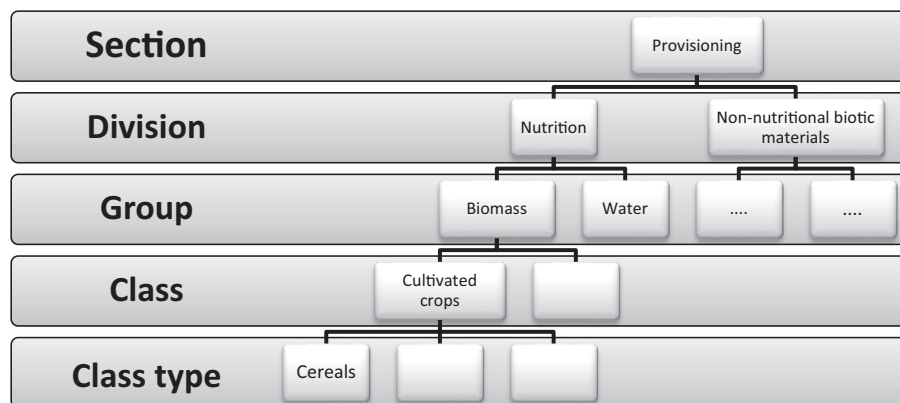 Section
Provisioning
Division
Nutrition
Non-nutritional biotic
materials
Group
Biomass
Water
....
....
Class
Cultivated
crops
Class type
Cereals